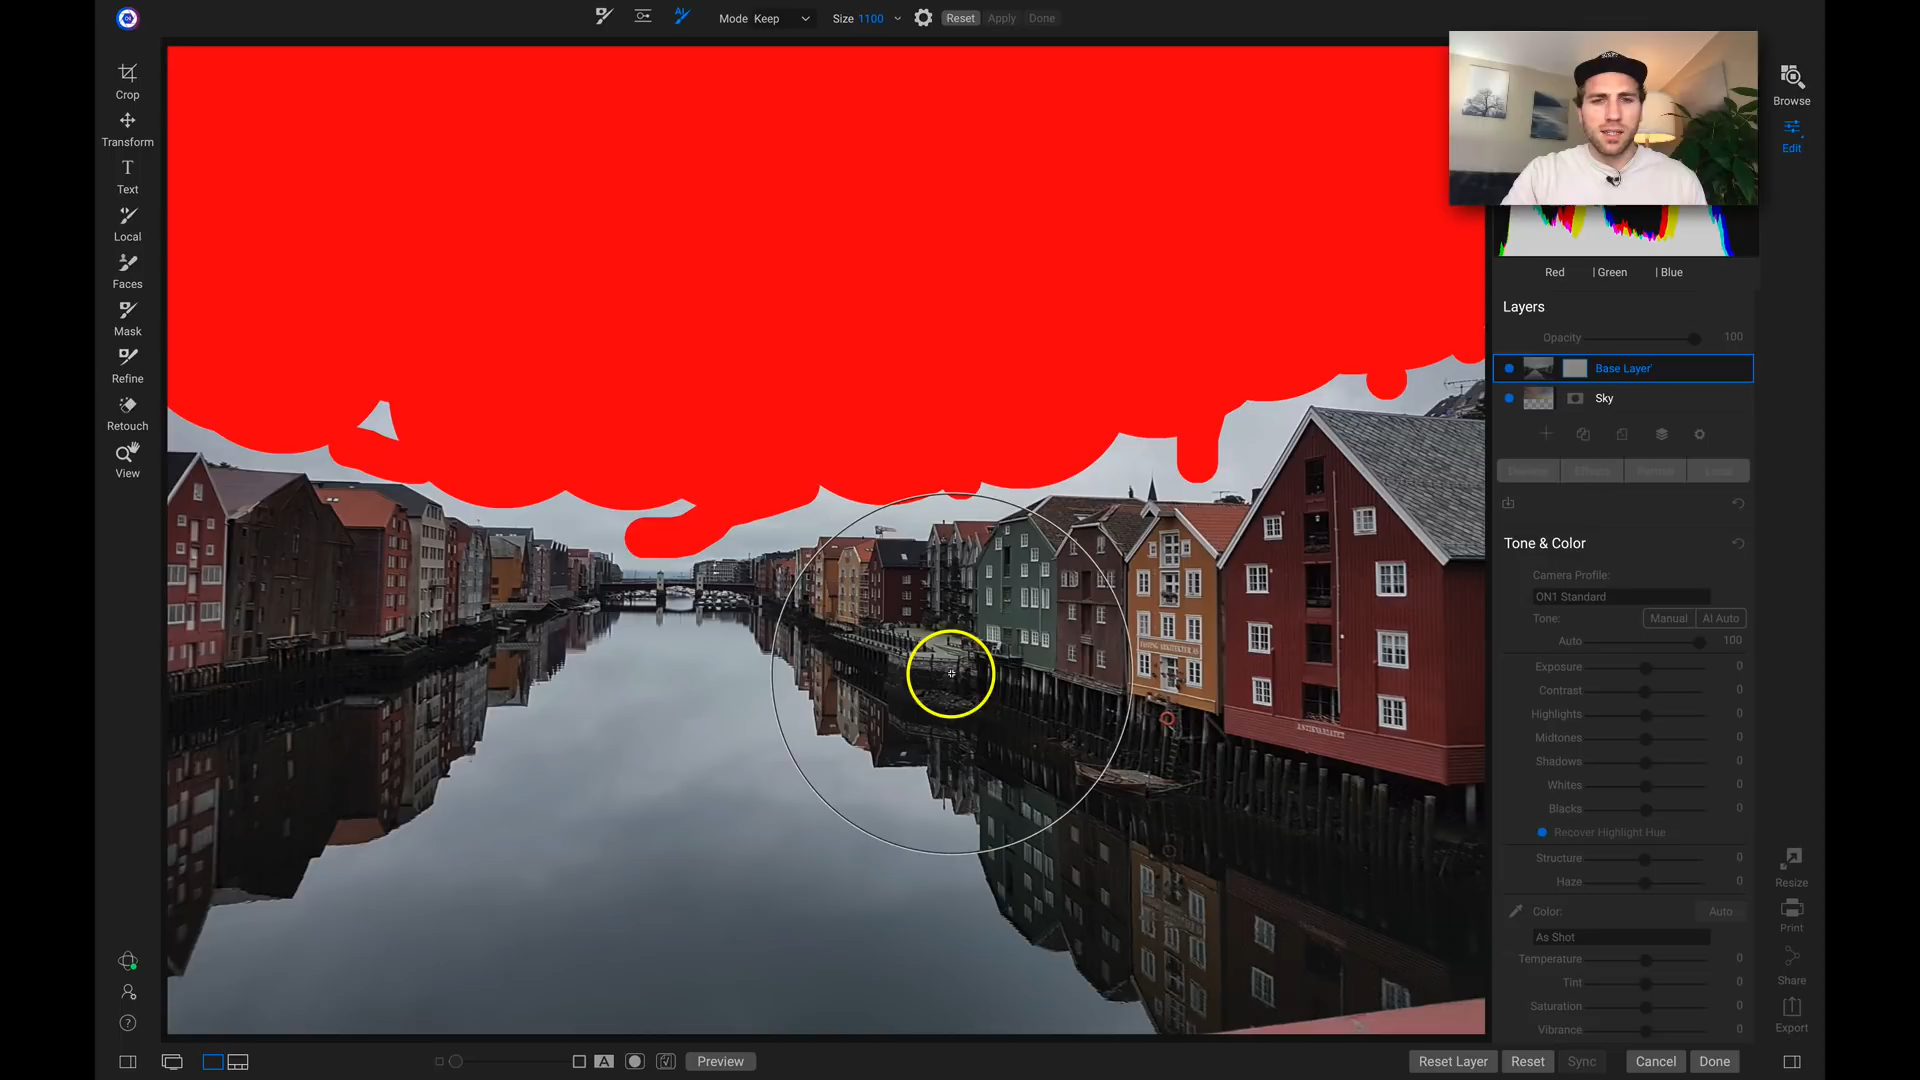 Mode Keep
Size 1100
Reset
Apply
Done
Crop
Transform
Text
Local
Faces
Mask
Refine
Retouch
View
Browse
Edit
Red | Green | Blue
Layers
Opacity 100
Base Layer'
Sky
Effects
Portrait
Local
Tone & Color
Camera Profile:
ON1 Standard
Tone: Manual AI Auto
Auto 100
Exposure 0
Contrast 0
Highlights 0
Midtones 0
Shadows 0
Whites 0
Blacks 0
Recover Highlight Hue
Structure 0
Haze 0
Color: Auto
As Shot
Temperature 0
Tint 0
Saturation 0
Vibrance 0
Resize
Print
Share
Export
A
Preview
Reset Layer
Reset
Sync
Cancel
Done